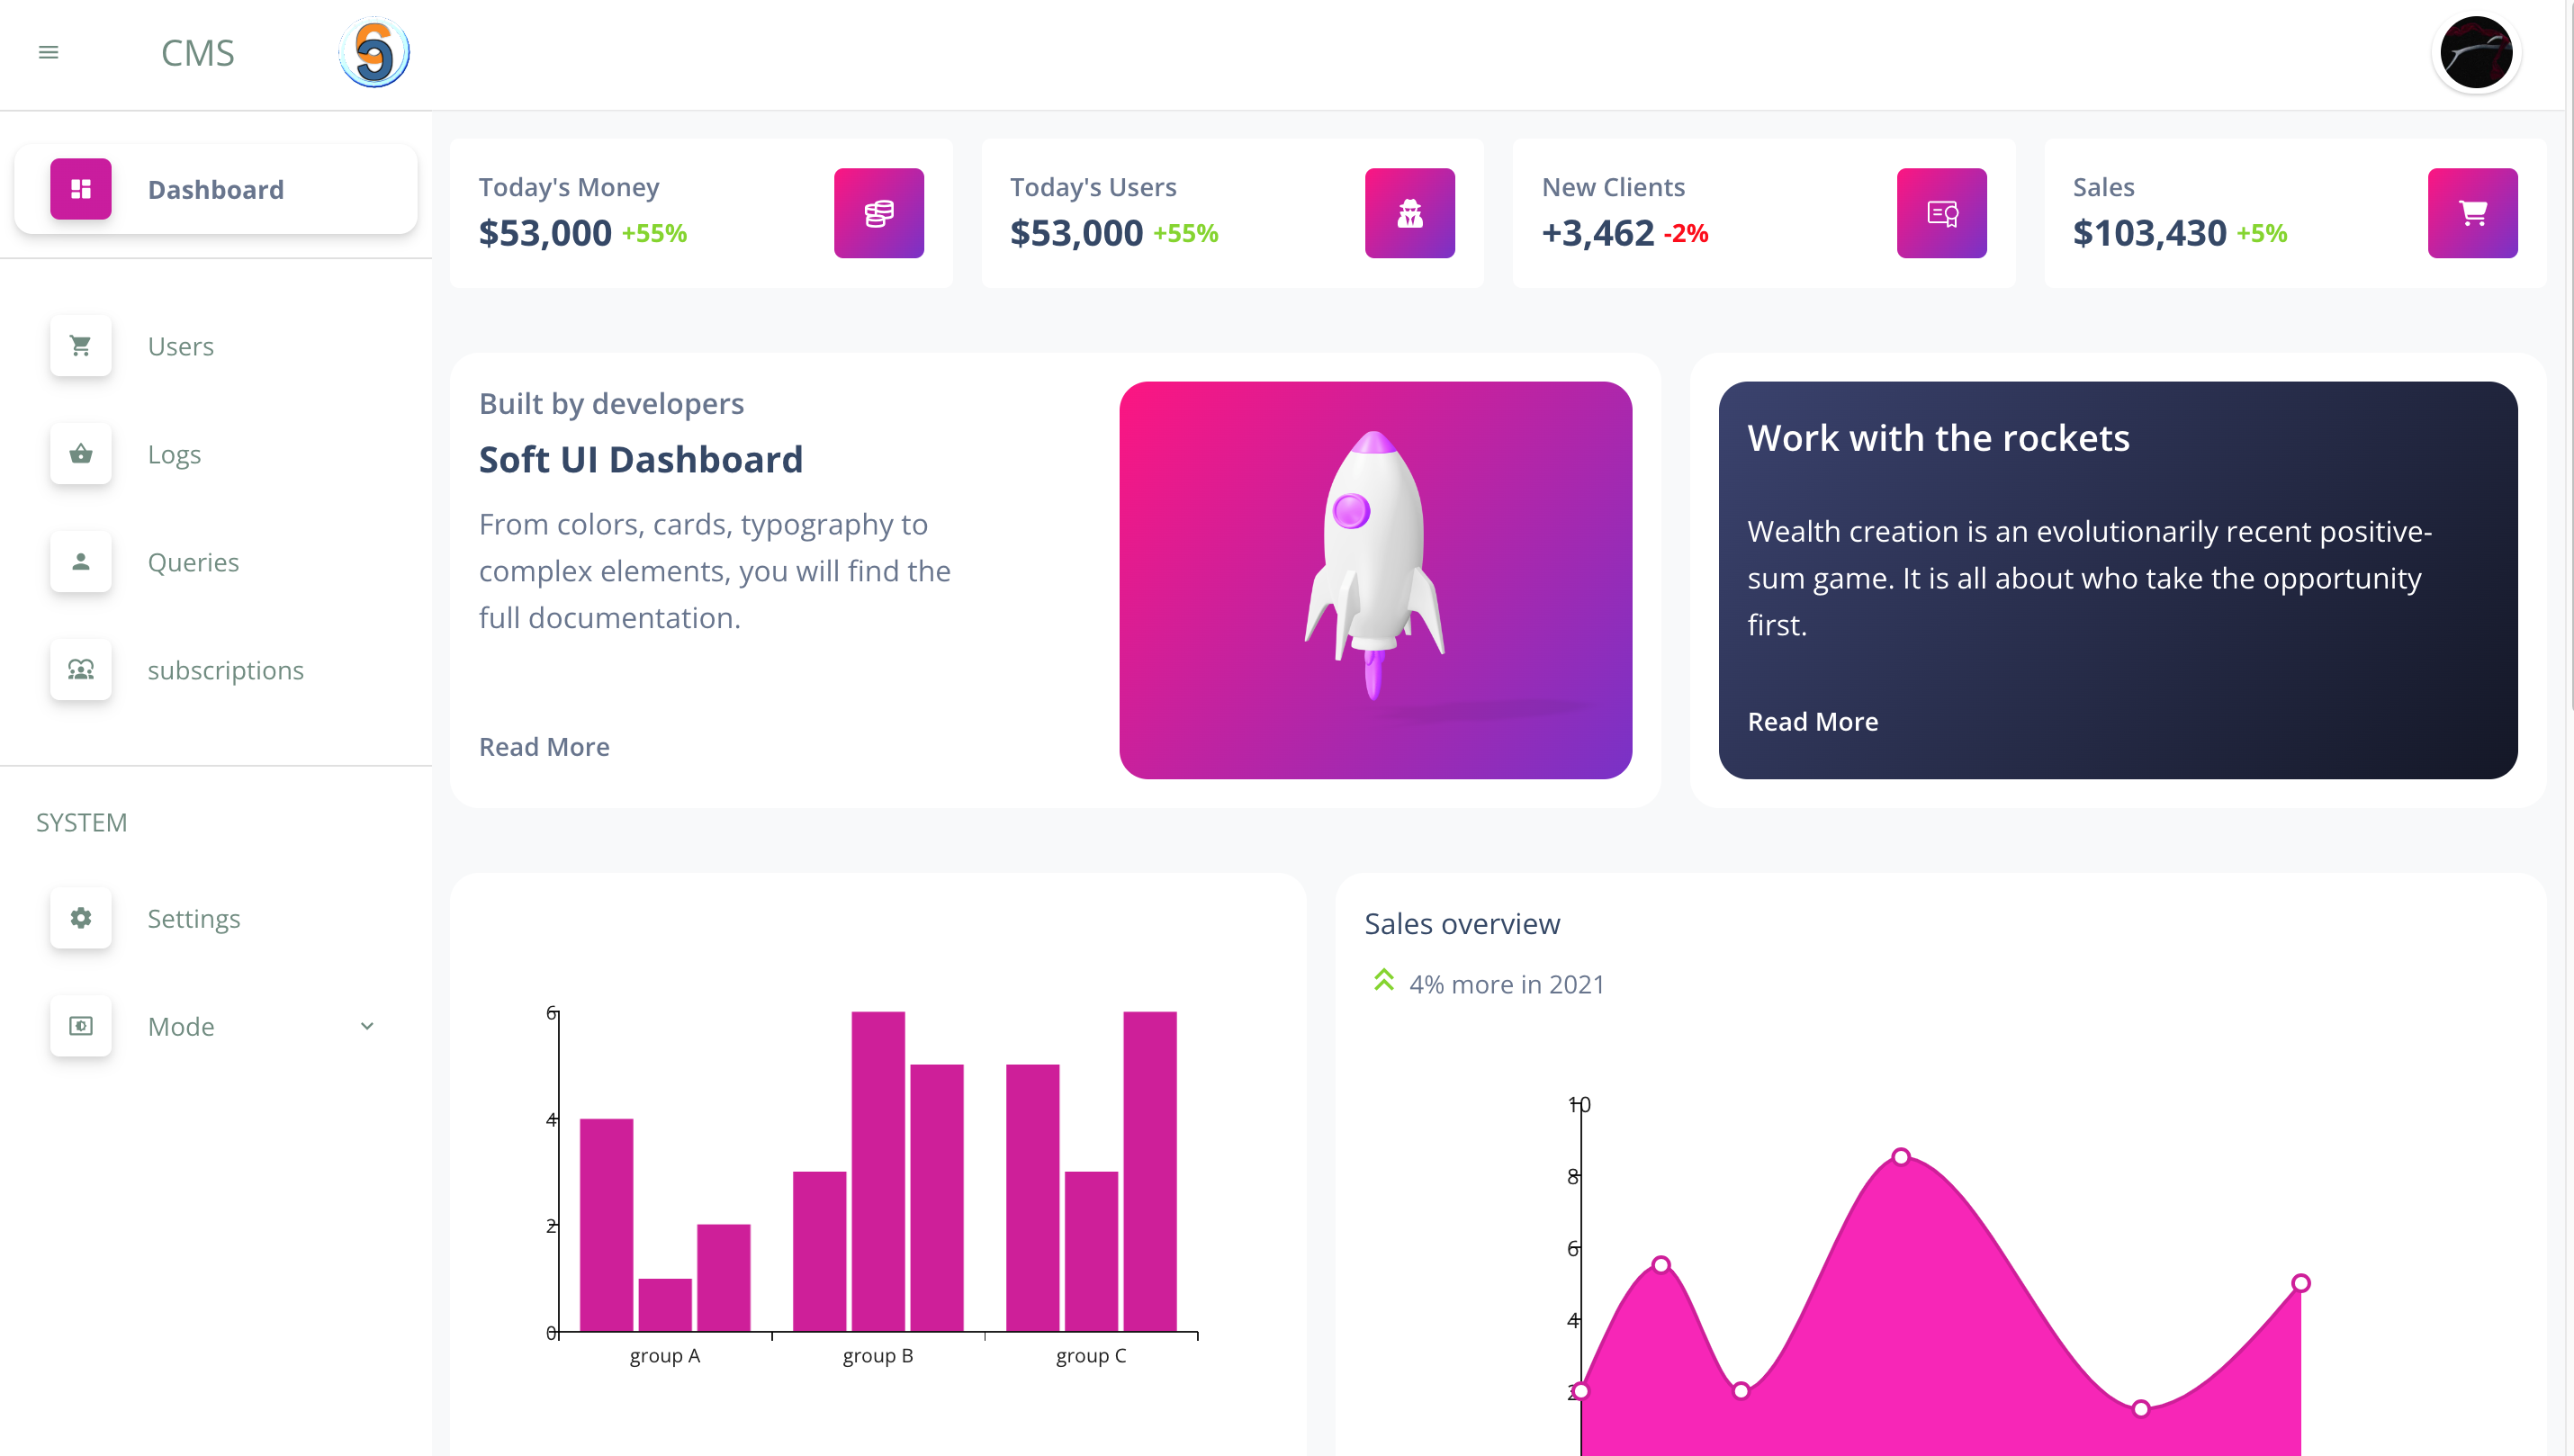 CMS
Dashboard
Users
Logs
Queries
subscriptions
SYSTEM
Settings
Mode
Today's Money
$53,000 +55%
Today's Users
$53,000 +55%
New Clients
+3,462 -2%
Sales
$103,430 +5%
Built by developers
Soft UI Dashboard
From colors, cards, typography to
complex elements, you will find the
full documentation.
Read More
Work with the rockets
Wealth creation is an evolutionarily recent positive-
sum game. It is all about who take the opportunity
first.
Read More
6
4
2
0
group A group B group C
Sales overview
4% more in 2021
10
8
6
4
2